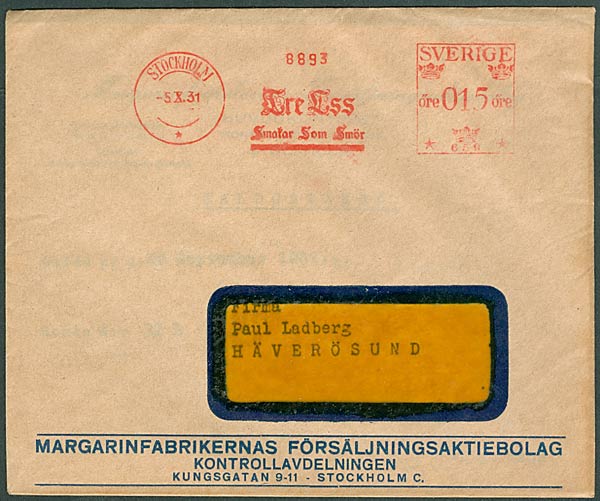 STOCKHOLM
-5.X.31
8893
Tre Ess
Smakar Som Smör
SVERIGE
öre 015 öre
659
Firma
Paul Ladberg
HÄVERÖSUND
MARGARINFABRIKERNAS FÖRSÄLJNINGSAKTIEBOLAG
KONTROLLAVDELNINGEN
KUNGSGATAN 9-11 - STOCKHOLM C.